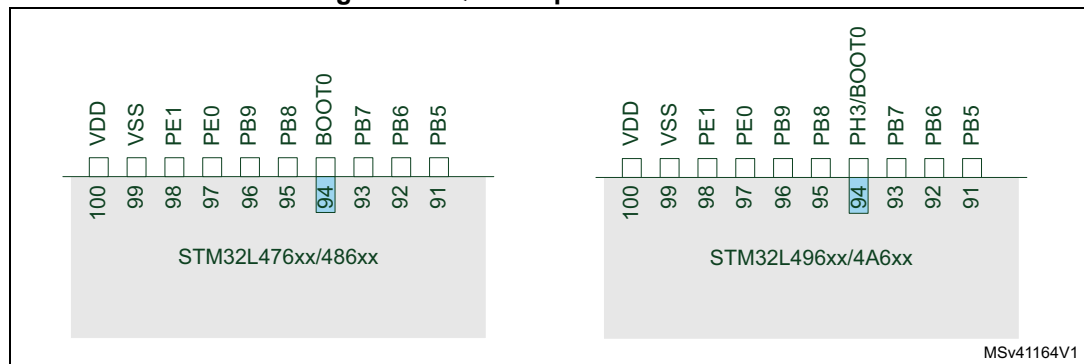 VDD VSS PE1 PE0 PB9 PB8 BOOT0 PB7 PB6 PB5
100 99 98 97 96 95 94 93 92 91
STM32L476xx/486xx
VDD VSS PE1 PE0 PB9 PB8 PH3/BOOT0 PB7 PB6 PB5
100 99 98 97 96 95 94 93 92 91
STM32L496xx/4A6xx
MSv41164V1